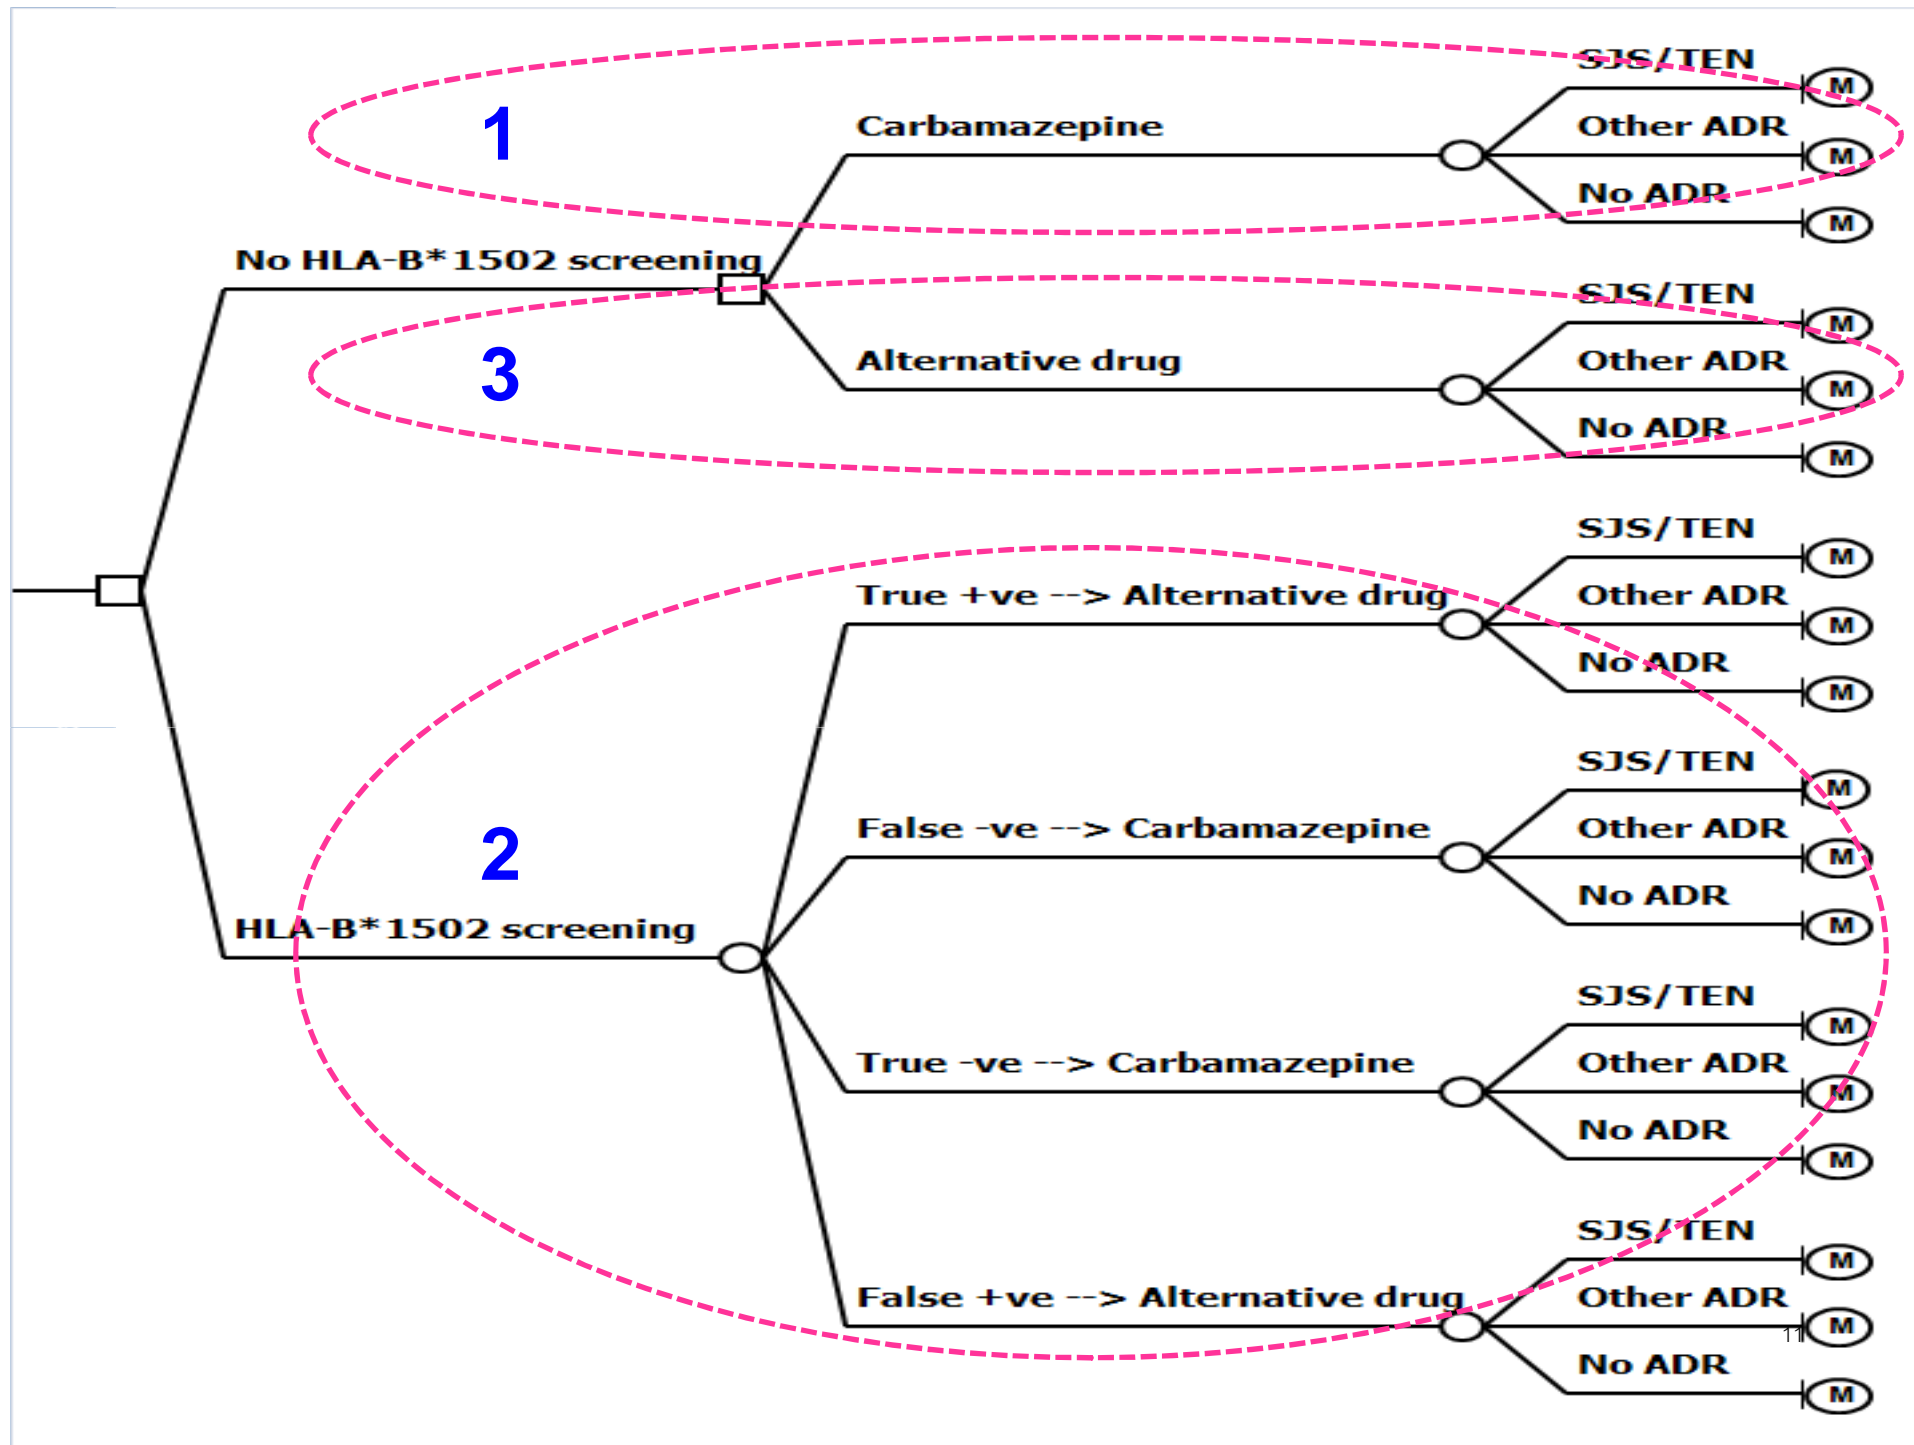 SJS/TEN
M
1
Carbamazepine
Other ADR
M
No ADR
M
No HLA-B*1502 screening
SJS/TEN
M
3
Alternative drug
Other ADR
M
No ADR
M
SJS/TEN
M
True +ve --> Alternative drug
Other ADR
M
No ADR
M
SJS/TEN
M
2
False -ve --> Carbamazepine
Other ADR
M
No ADR
M
HLA-B*1502 screening
SJS/TEN
M
True -ve --> Carbamazepine
Other ADR
M
No ADR
M
SJS/TEN
M
False +ve --> Alternative drug
Other ADR
M
11
No ADR
M